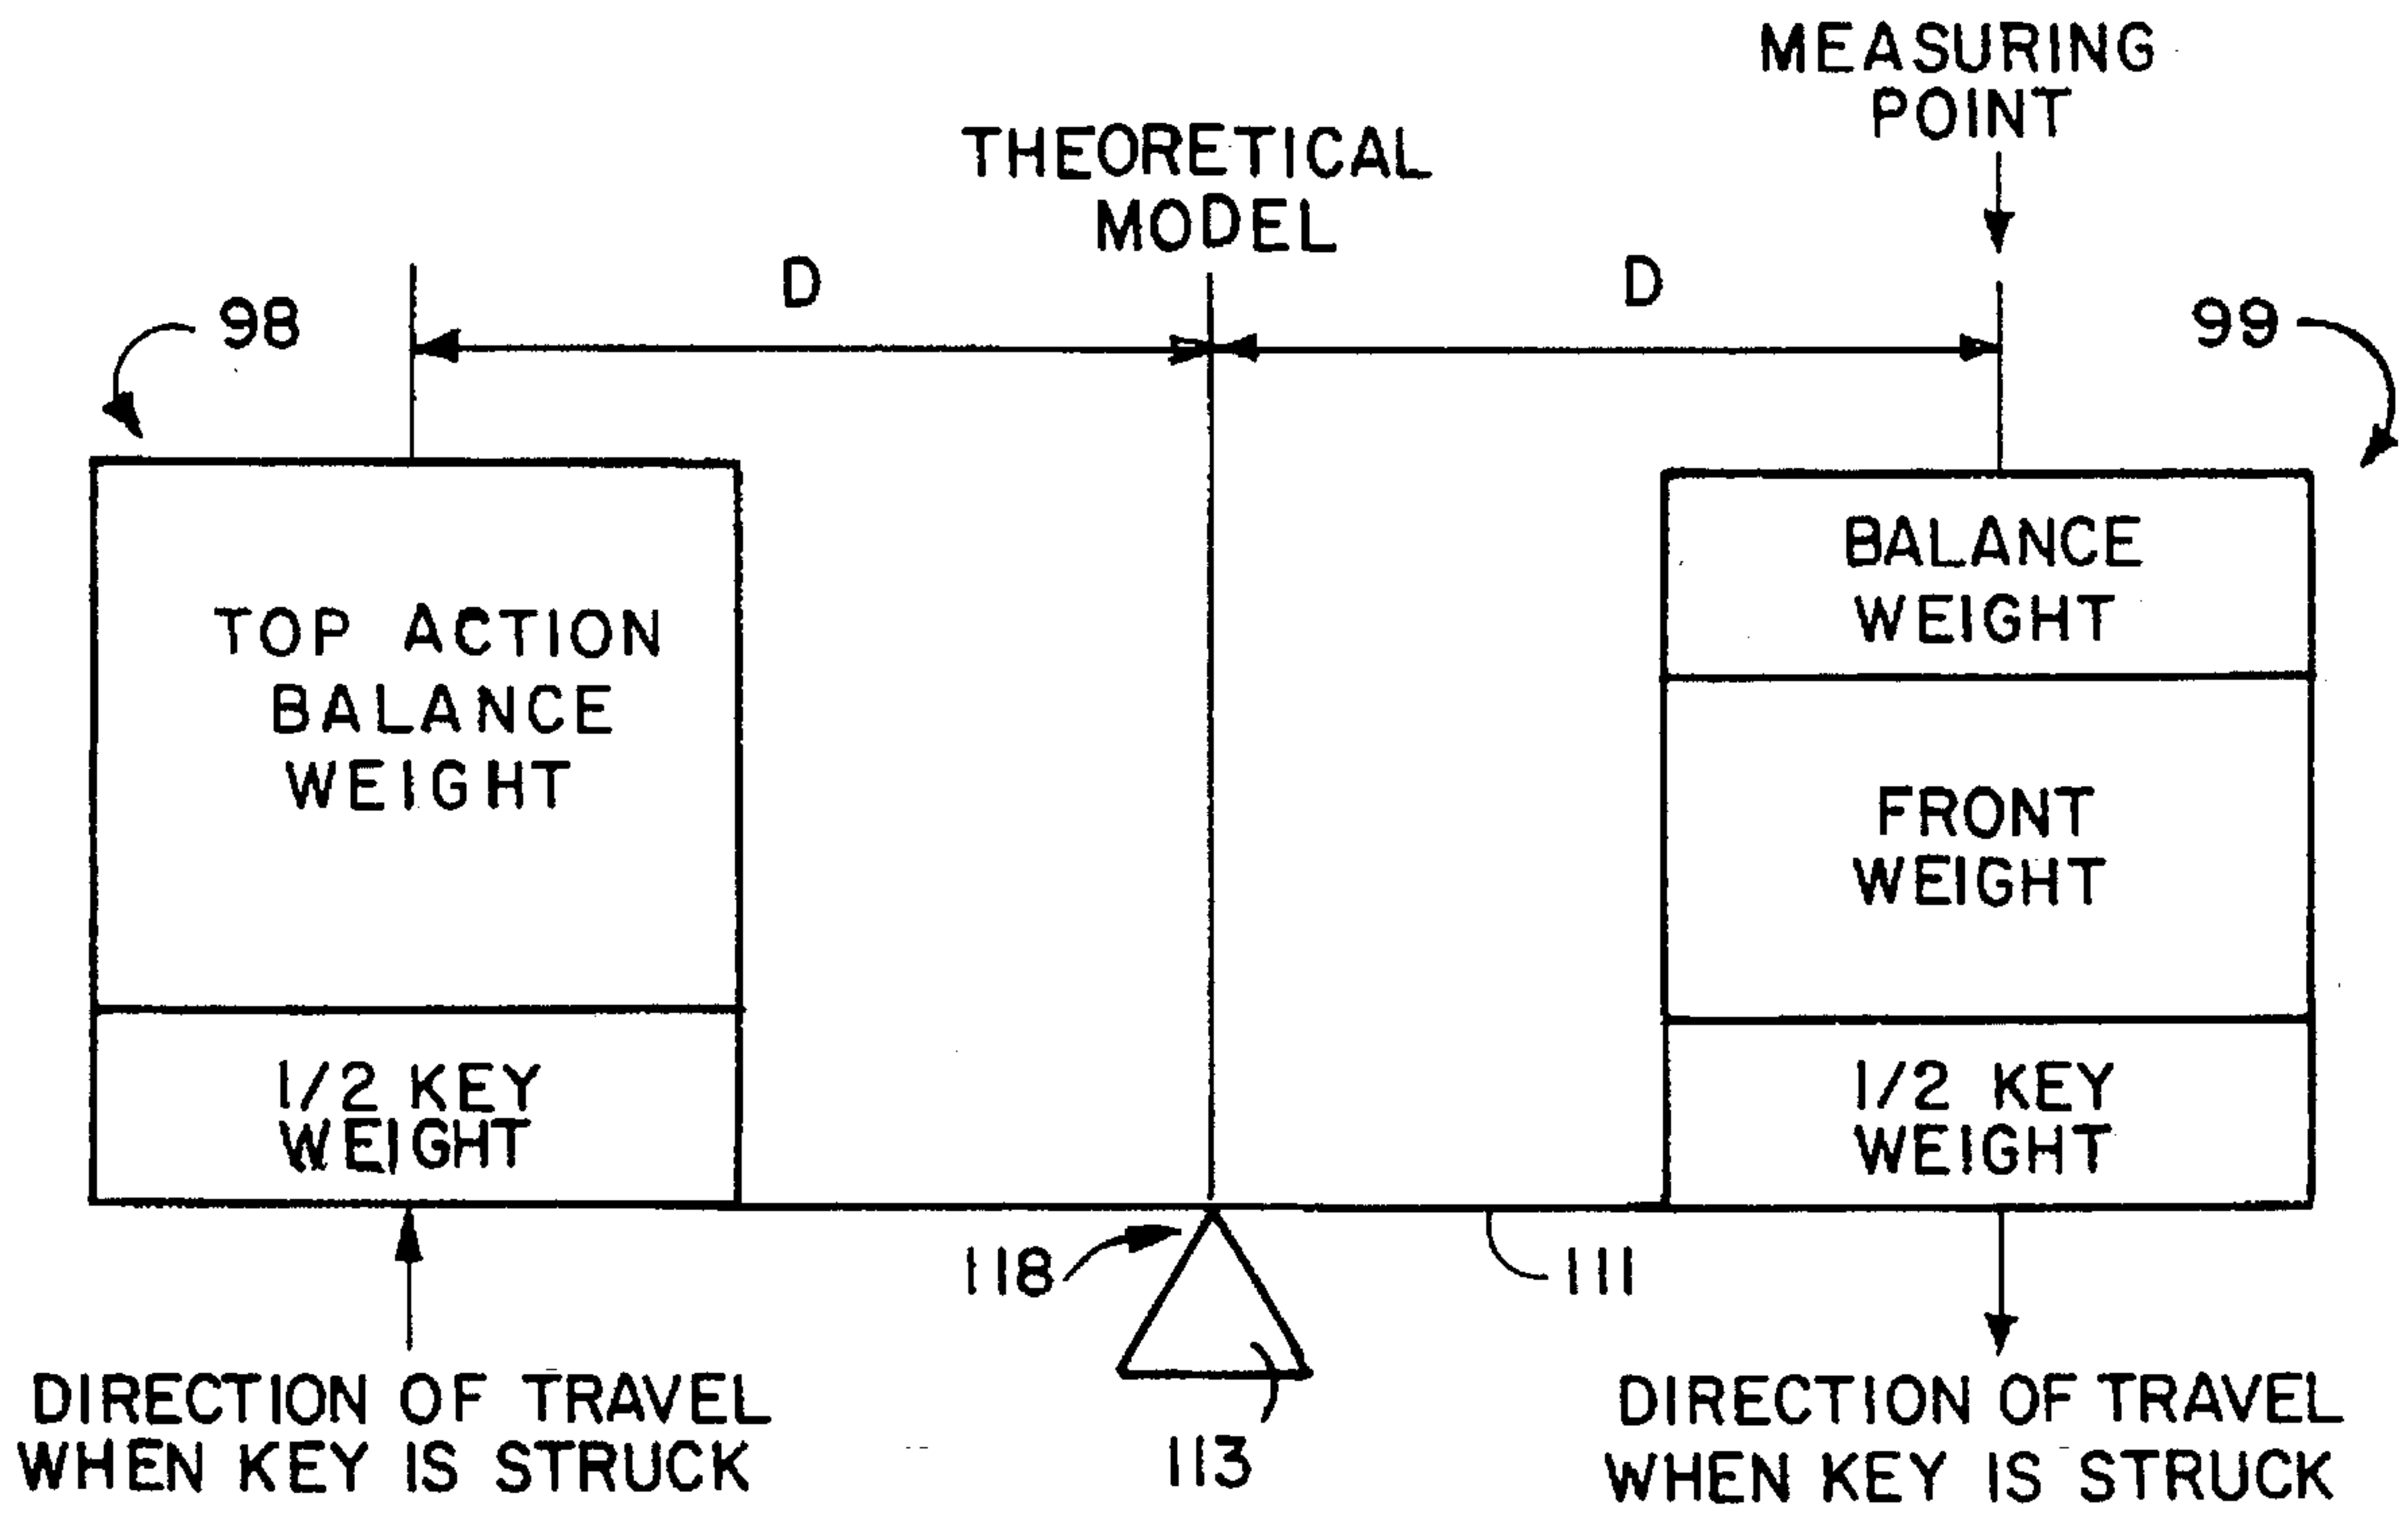 MEASURING
POINT
THEORETICAL
MODEL
D
D
98
99
TOP ACTION
BALANCE
WEIGHT
1/2 KEY
WEIGHT
BALANCE
WEIGHT
FRONT
WEIGHT
1/2 KEY
WEIGHT
118
111
113
DIRECTION OF TRAVEL
WHEN KEY IS STRUCK
DIRECTION OF TRAVEL
WHEN KEY IS STRUCK